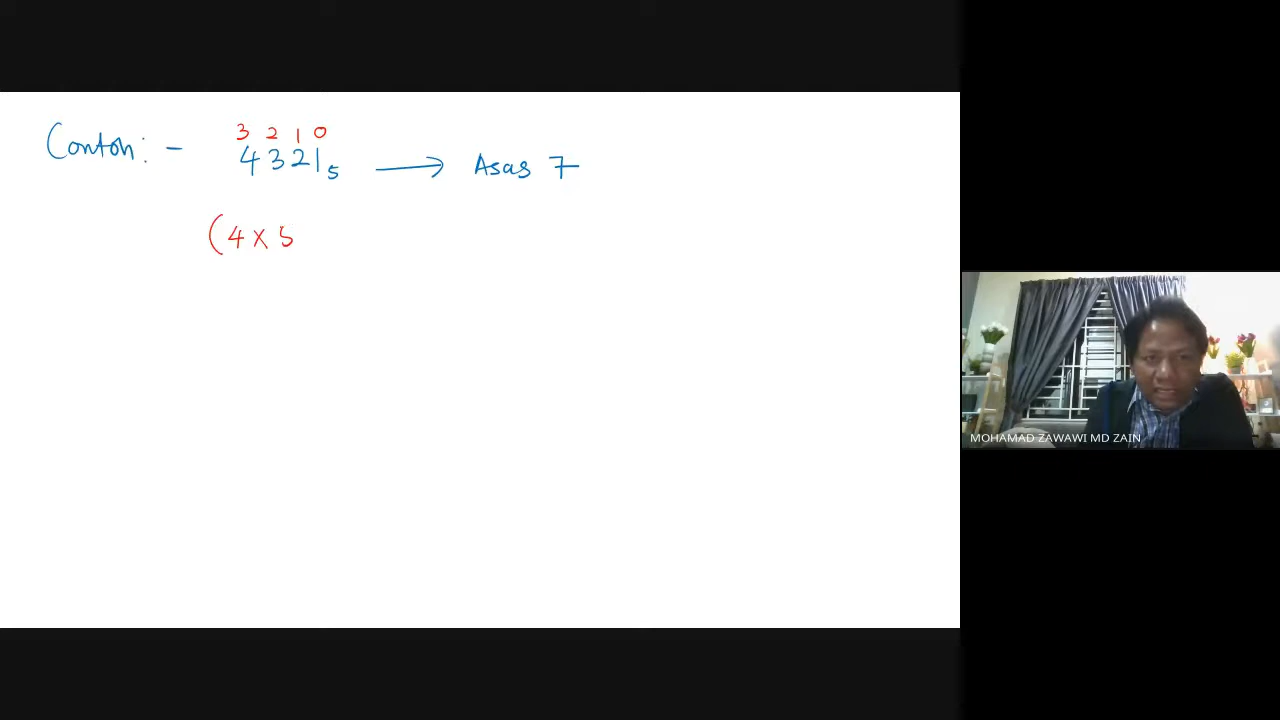 3 2 1 0
Contoh: - 4321₅ → Asas 7
(4 x 5
MOHAMAD ZAWAWI MD ZAIN